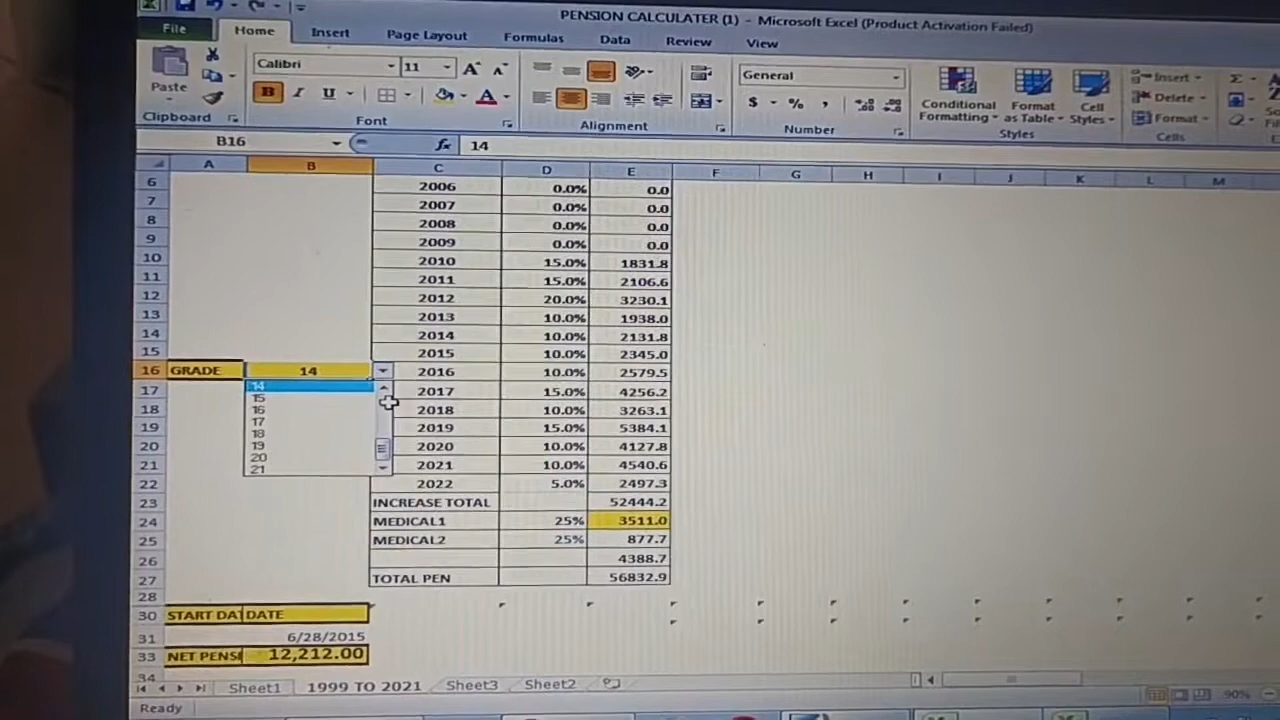 PENSION CALCULATER (1) - Microsoft Excel (Product Activation Failed)
File Home Insert Page Layout Formulas Data Review View
Calibri 11 General
Paste B I U $ % , Conditional Formatting Format as Table Cell Styles Insert Delete Format Σ
Clipboard Font Alignment Number Styles Cells
B16 fx 14
A B C D E F G H I J K L M
6 2006 0.0% 0.0
7 2007 0.0% 0.0
8 2008 0.0% 0.0
9 2009 0.0% 0.0
10 2010 15.0% 1831.8
11 2011 15.0% 2106.6
12 2012 20.0% 3230.1
13 2013 10.0% 1938.0
14 2014 10.0% 2131.8
15 2015 10.0% 2345.0
16 GRADE 14 2016 10.0% 2579.5
14
17 2017 15.0% 4256.2
15
16
18 2018 10.0% 3263.1
17
19 2019 15.0% 5384.1
18
19
20 2020 10.0% 4127.8
20
21 2021 10.0% 4540.6
21
22 2022 5.0% 2497.3
23 INCREASE TOTAL 52444.2
24 MEDICAL1 25% 3511.0
25 MEDICAL2 25% 877.7
26 4388.7
27 TOTAL PEN 56832.9
28
30 START DAT DATE
31 6/28/2015
33 NET PENSI 12,212.00
34
Sheet1 1999 TO 2021 Sheet3 Sheet2
Ready 90%